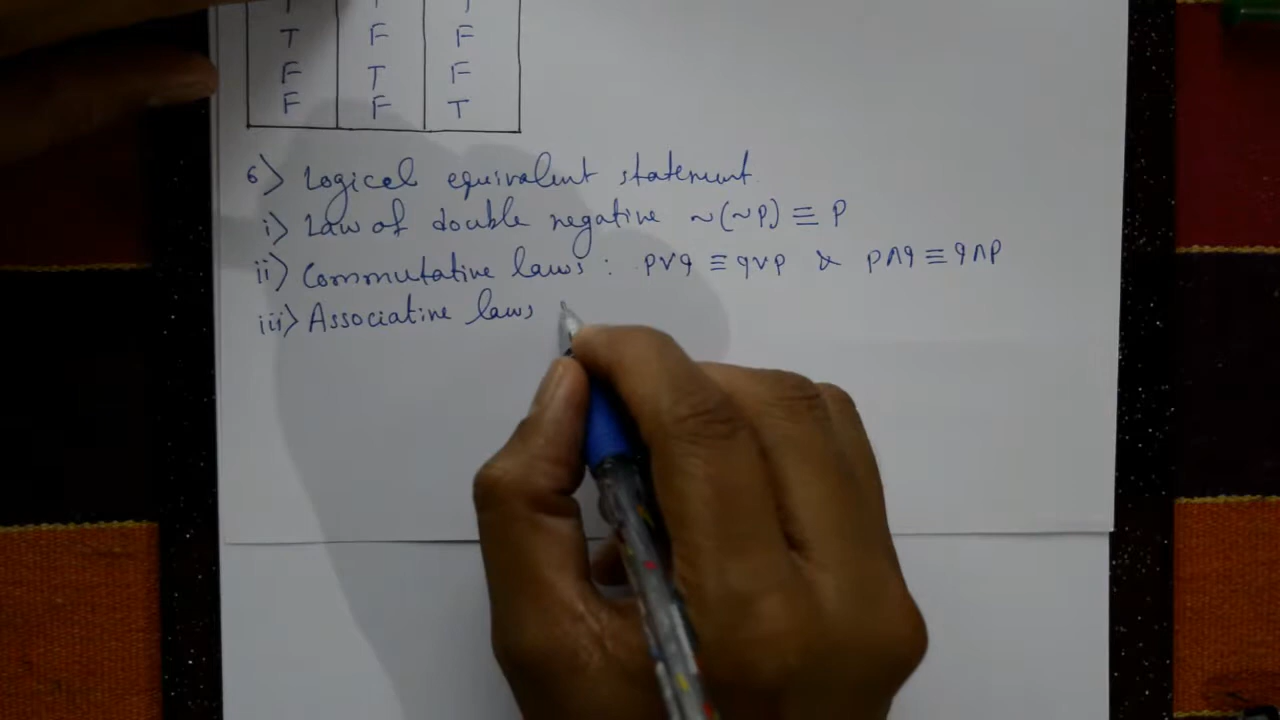 T F F
F T F
F F T
6) Logical equivalent statement
i) Law of double negative ~(~p) ≡ p
ii) Commutative laws : p∨q ≡ q∨p & p∧q ≡ q∧p
iii) Associative laws